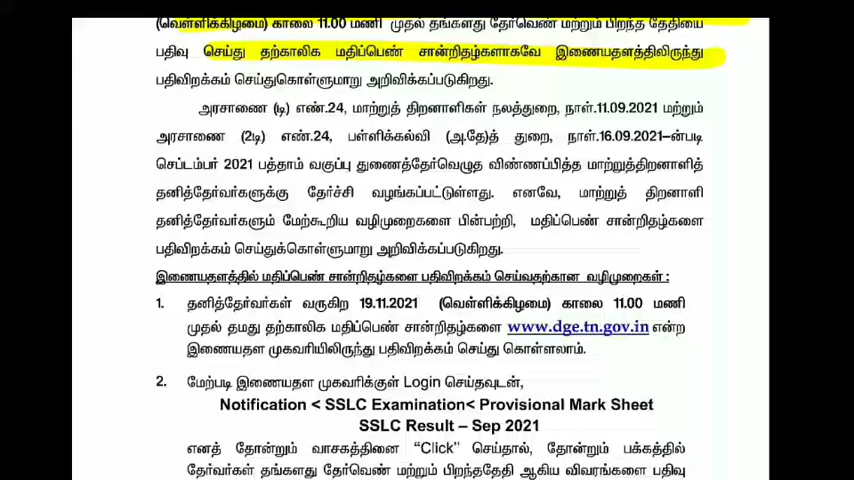 (வெள்ளிக்கிழமை) காலை 11.00 மணி முதல் தங்களது தேர்வெண் மற்றும் பிறந்த தேதியை
பதிவு செய்து தற்காலிக மதிப்பெண் சான்றிதழ்களாகவே இணையதளத்திலிருந்து
பதிவிறக்கம் செய்துகொள்ளுமாறு அறிவிக்கப்படுகிறது.
அரசாணை (டி) எண்.24, மாற்றுத் திறனாளிகள் நலத்துறை, நாள்.11.09.2021 மற்றும்
அரசாணை (2டி) எண்.24, பள்ளிக்கல்வி (அ.தே) துறை, நாள்.16.09.2021-ன்படி
செப்டம்பர் 2021 பத்தாம் வகுப்பு துணைத்தேர்வெழுத விண்ணப்பித்த மாற்றுத்திறனாளித்
தனித்தேர்வர்களுக்கு தேர்ச்சி வழங்கப்பட்டுள்ளது. எனவே, மாற்றுத் திறனாளி
தனித்தேர்வர்களும் மேற்கூறிய வழிமுறைகளை பின்பற்றி, மதிப்பெண் சான்றிதழ்களை
பதிவிறக்கம் செய்துக்கொள்ளுமாறு அறிவிக்கப்படுகிறது.
இணையதளத்தில் மதிப்பெண் சான்றிதழ்களை பதிவிறக்கம் செய்வதற்கான வழிமுறைகள் :
1. தனித்தேர்வர்கள் வருகிற 19.11.2021 (வெள்ளிக்கிழமை) காலை 11.00 மணி
முதல் தமது தற்காலிக மதிப்பெண் சான்றிதழ்களை www.dge.tn.gov.in என்ற
இணையதள முகவரியிலிருந்து பதிவிறக்கம் செய்து கொள்ளலாம்.
2. மேற்படி இணையதள முகவரிக்குள் Login செய்தவுடன்,
Notification < SSLC Examination< Provisional Mark Sheet
SSLC Result – Sep 2021
எனத் தோன்றும் வாசகத்தினை “Click” செய்தால், தோன்றும் பக்கத்தில்
தேர்வர்கள் தங்களது தேர்வெண் மற்றும் பிறந்ததேதி ஆகிய விவரங்களை பதிவு